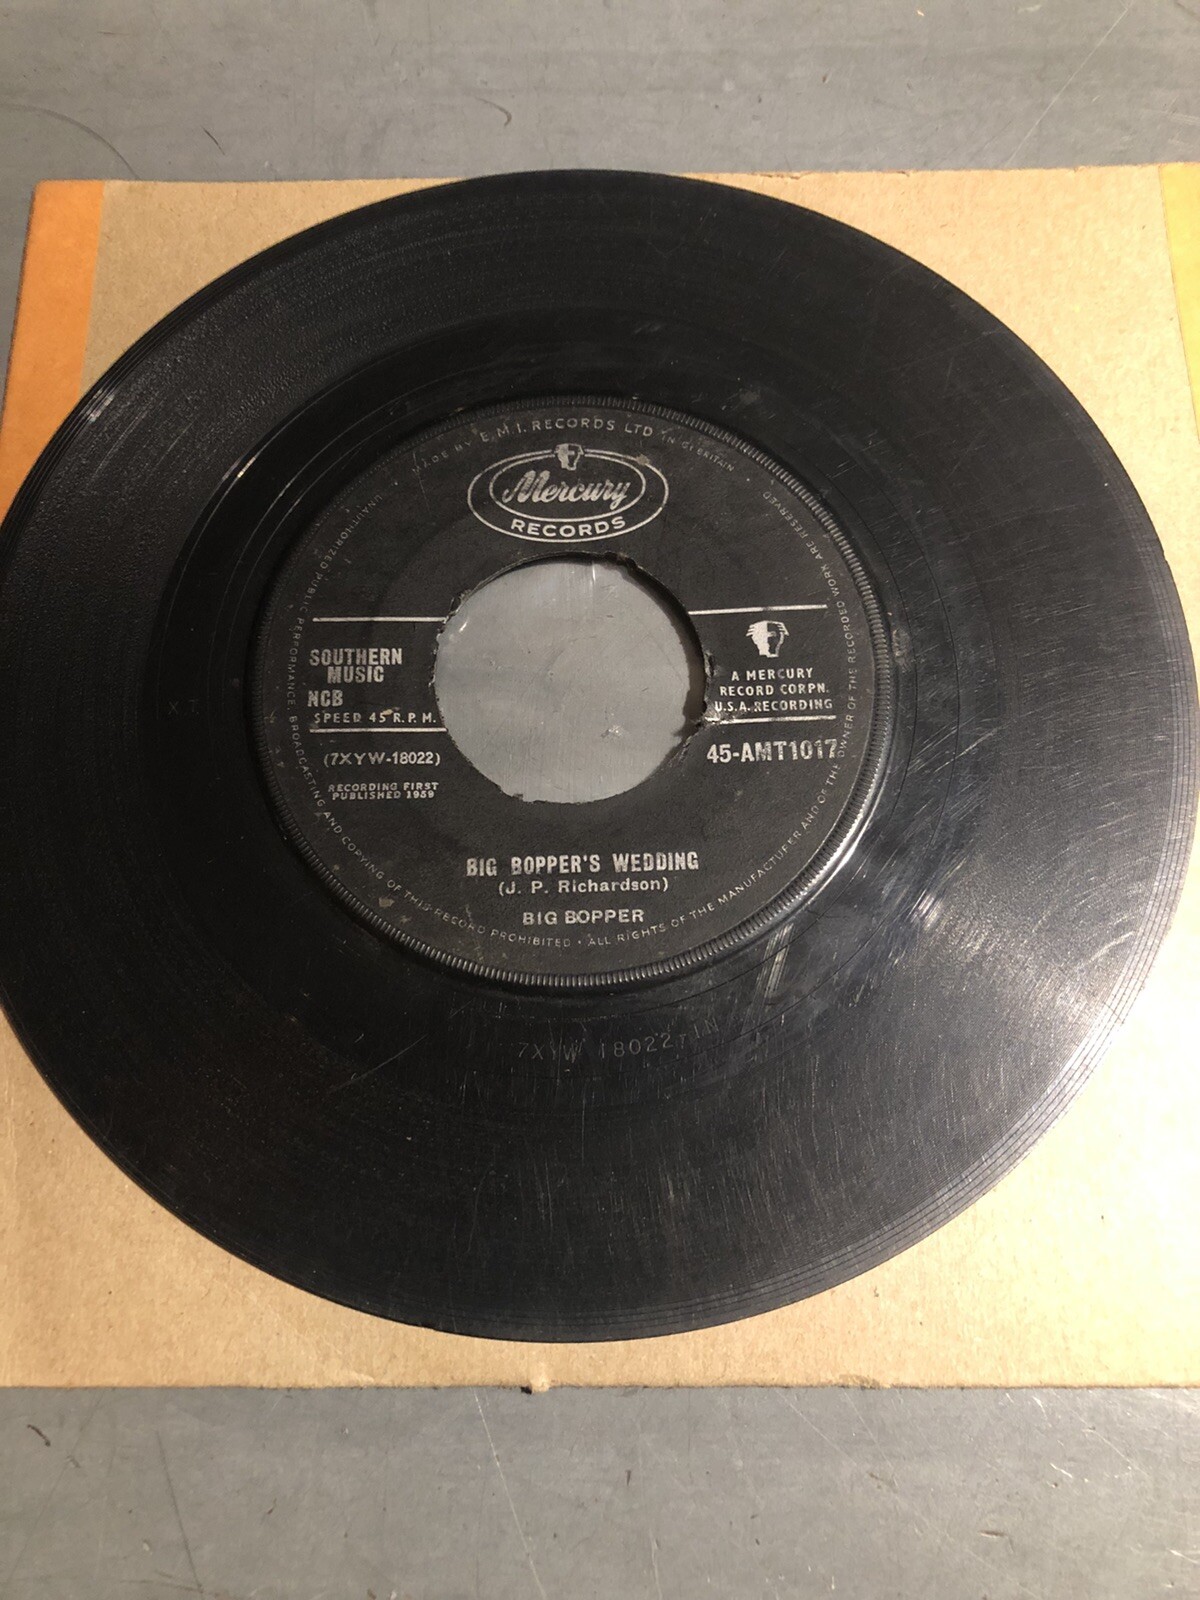 MADE BY E.M.I. RECORDS LTD IN GT BRITAIN
Mercury
RECORDS
SOUTHERN
MUSIC
NCB
SPEED 45 R.P.M.
(7XYW-18022)
RECORDING FIRST
PUBLISHED 1959
A MERCURY
RECORD CORPN.
U.S.A. RECORDING
45-AMT1017
BIG BOPPER'S WEDDING
(J. P. Richardson)
BIG BOPPER
UNAUTHORIZED PUBLIC PERFORMANCE, BROADCASTING AND COPYING OF THIS RECORD PROHIBITED · ALL RIGHTS OF THE MANUFACTURER AND OF THE OWNER OF THE RECORDED WORK ARE RESERVED
7XYW 18022-1N